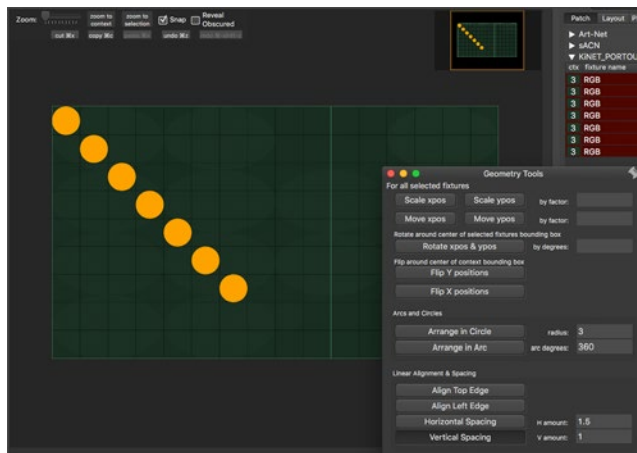 Zoom:
zoom to context
zoom to selection
Snap
Reveal Obscured
cut ⌘x
copy ⌘c
undo ⌘z
Patch Layout
▶ Art-Net
▶ sACN
▼ KiNET_PORTOU
ctx fixture name
3 RGB
3 RGB
3 RGB
3 RGB
3 RGB
3 RGB
3 RGB
Geometry Tools
For all selected fixtures
Scale xpos Scale ypos by factor:
Move xpos Move ypos by factor:
Rotate around center of selected fixtures bounding box
Rotate xpos & ypos by degrees:
Flip around center of context bounding box
Flip Y positions
Flip X positions
Arcs and Circles
Arrange in Circle radius: 3
Arrange in Arc arc degrees: 360
Linear Alignment & Spacing
Align Top Edge
Align Left Edge
Horizontal Spacing H amount: 1.5
Vertical Spacing V amount: 1